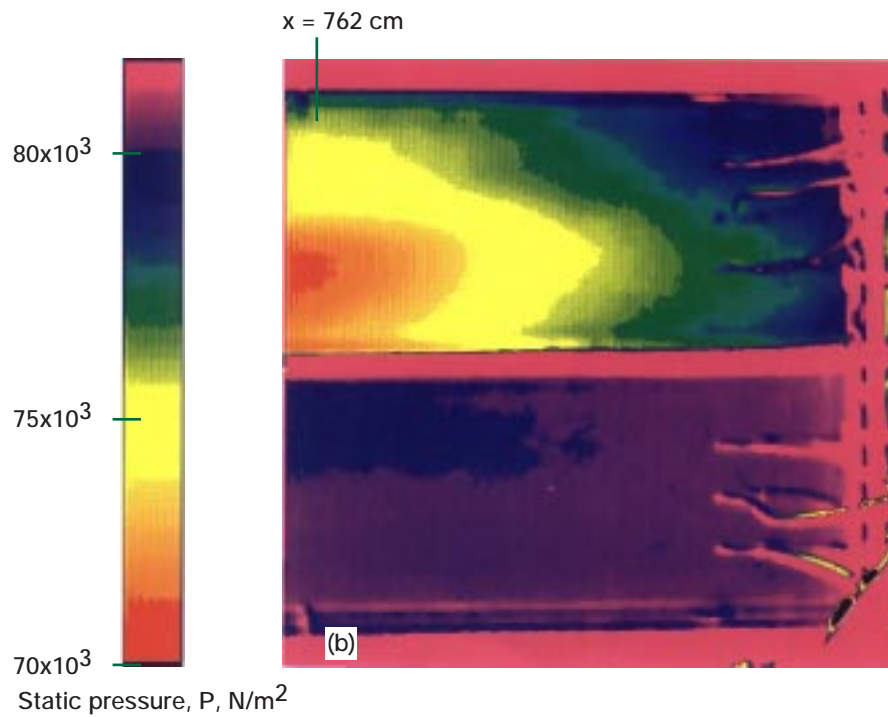 x = 762 cm
80x10³
75x10³
(b)
70x10³
Static pressure, P, N/m²